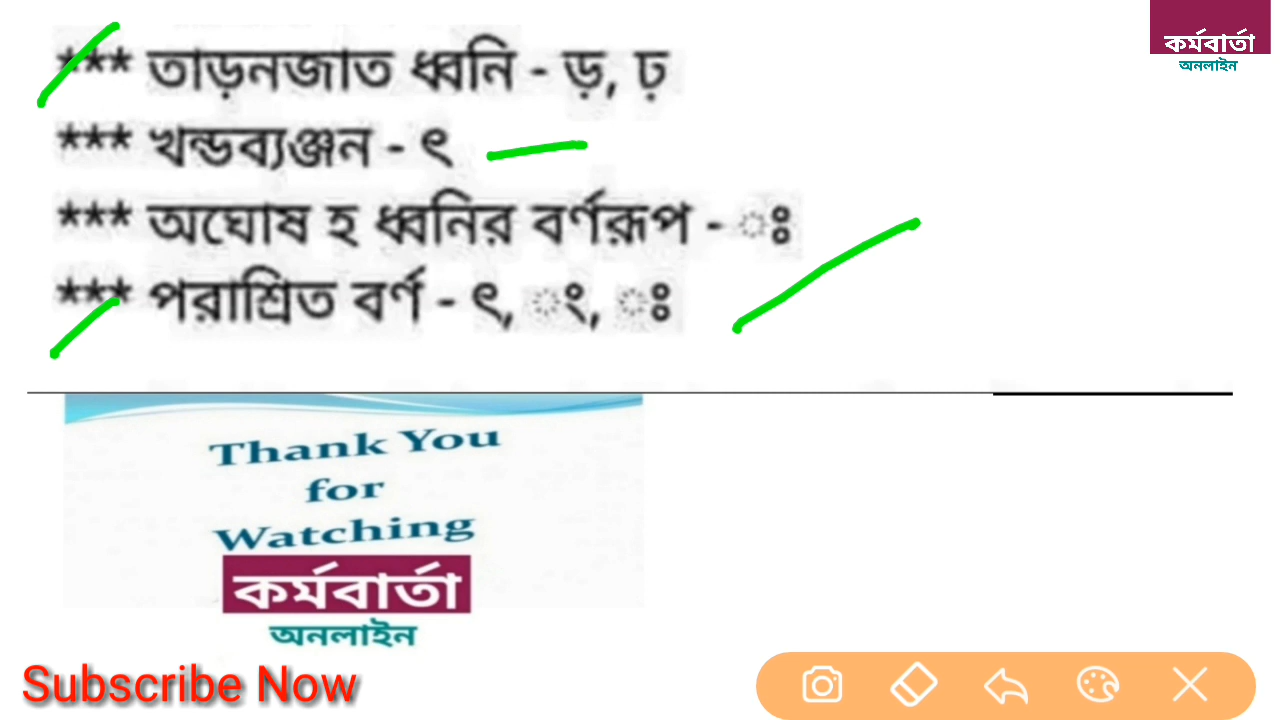 কর্মবার্তা
অনলাইন
*** তাড়নজাত ধ্বনি - ড়, ঢ়
*** খন্ডব্যঞ্জন - ৎ
*** অঘোষ হ ধ্বনির বর্ণরূপ - ঃ
*** পরাশ্রিত বর্ণ - ৎ, ং, ঃ
Thank You
for
Watching
কর্মবার্তা
অনলাইন
Subscribe Now